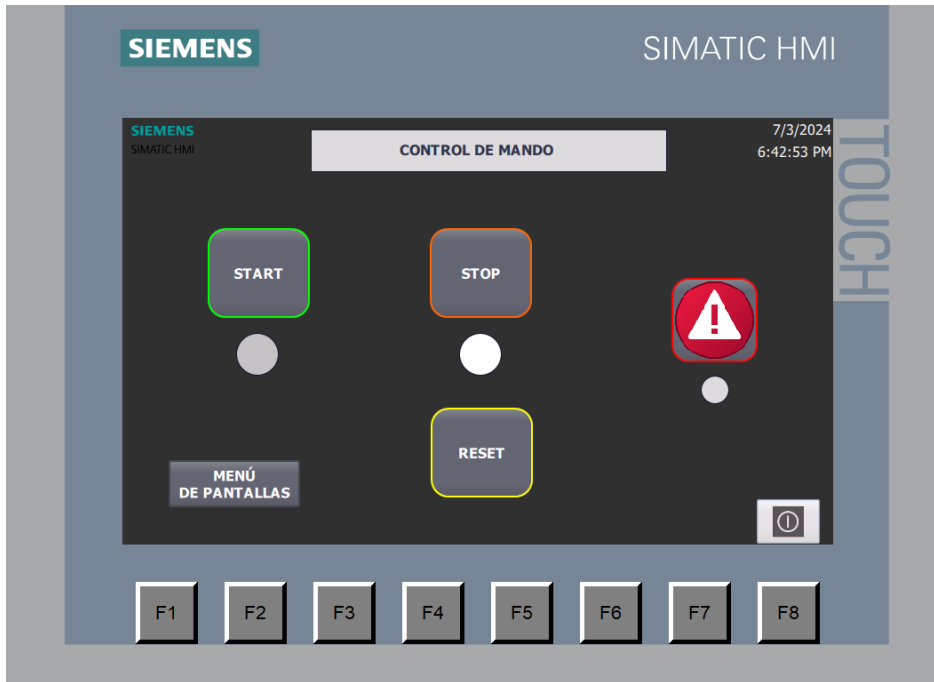 SIEMENS
SIMATIC HMI
SIEMENS
SIMATIC HMI
CONTROL DE MANDO
7/3/2024
6:42:53 PM
TOUCH
START
STOP
RESET
MENÚ
DE PANTALLAS
F1
F2
F3
F4
F5
F6
F7
F8